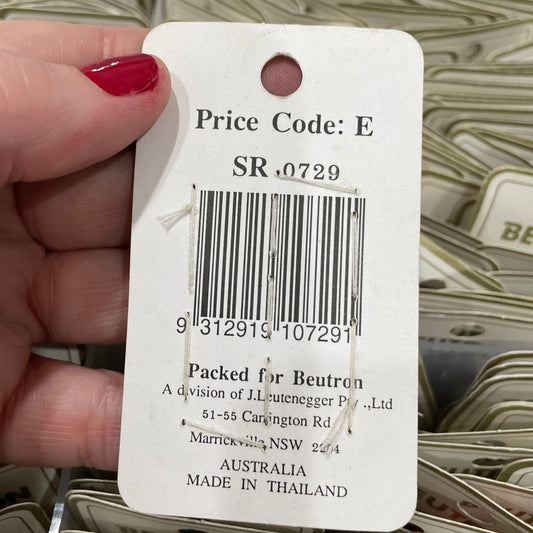 Price Code: E
SR 0729
9 312919 107291
Packed for Beutron
A division of J.Leutenegger Pty .,Ltd
51-55 Carrington Rd
Marrickville, NSW 2204
AUSTRALIA
MADE IN THAILAND
BE